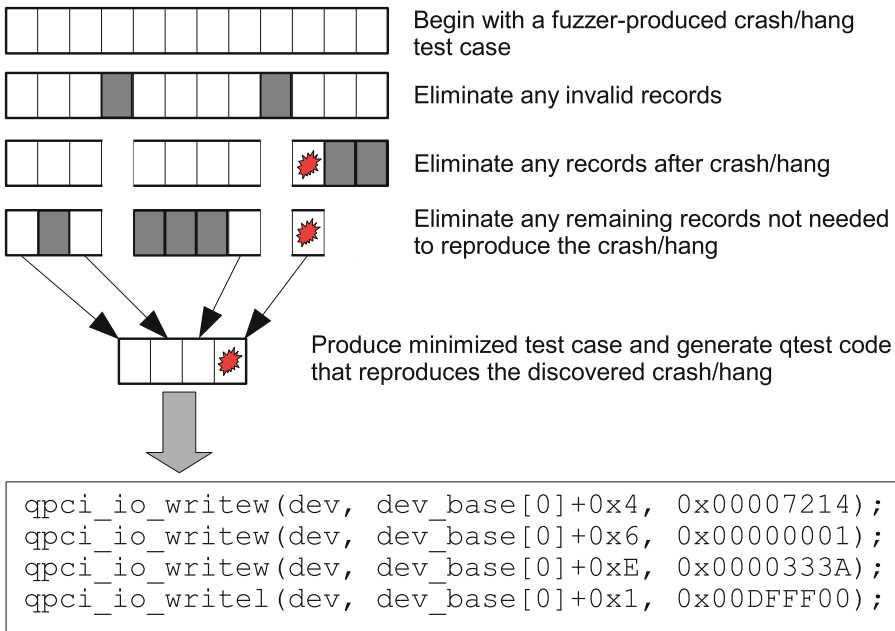 Begin with a fuzzer-produced crash/hang
test case
Eliminate any invalid records
Eliminate any records after crash/hang
Eliminate any remaining records not needed
to reproduce the crash/hang
Produce minimized test case and generate qtest code
that reproduces the discovered crash/hang
qpci_io_writew(dev, dev_base[0]+0x4, 0x00007214);
qpci_io_writew(dev, dev_base[0]+0x6, 0x00000001);
qpci_io_writew(dev, dev_base[0]+0xE, 0x0000333A);
qpci_io_writel(dev, dev_base[0]+0x1, 0x00DFFF00);